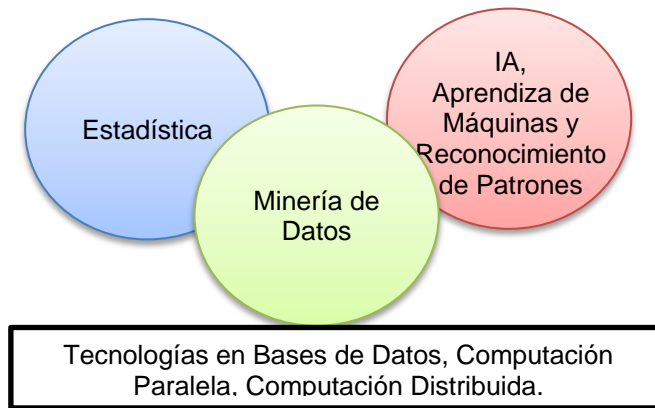 Estadística
IA,
Aprendiza de
Máquinas y
Reconocimiento
de Patrones
Minería de
Datos
Tecnologías en Bases de Datos, Computación
Paralela, Computación Distribuida.